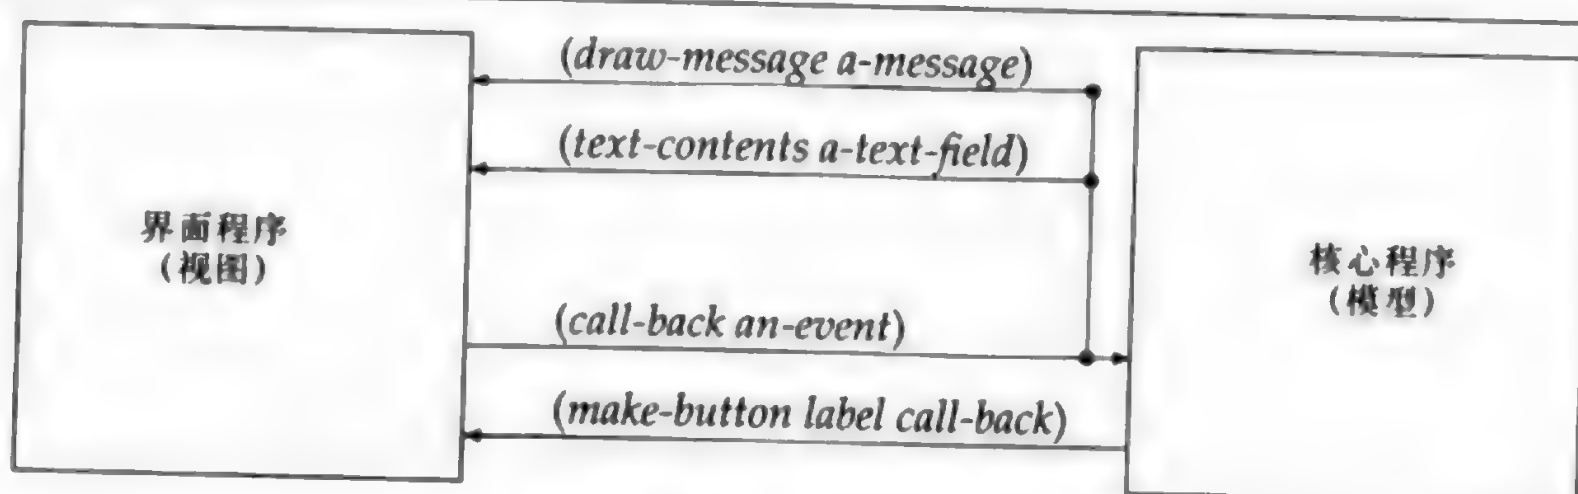 (draw-message a-message)
(text-contents a-text-field)
界面程序
(视图)
核心程序
(模型)
(call-back an-event)
(make-button label call-back)